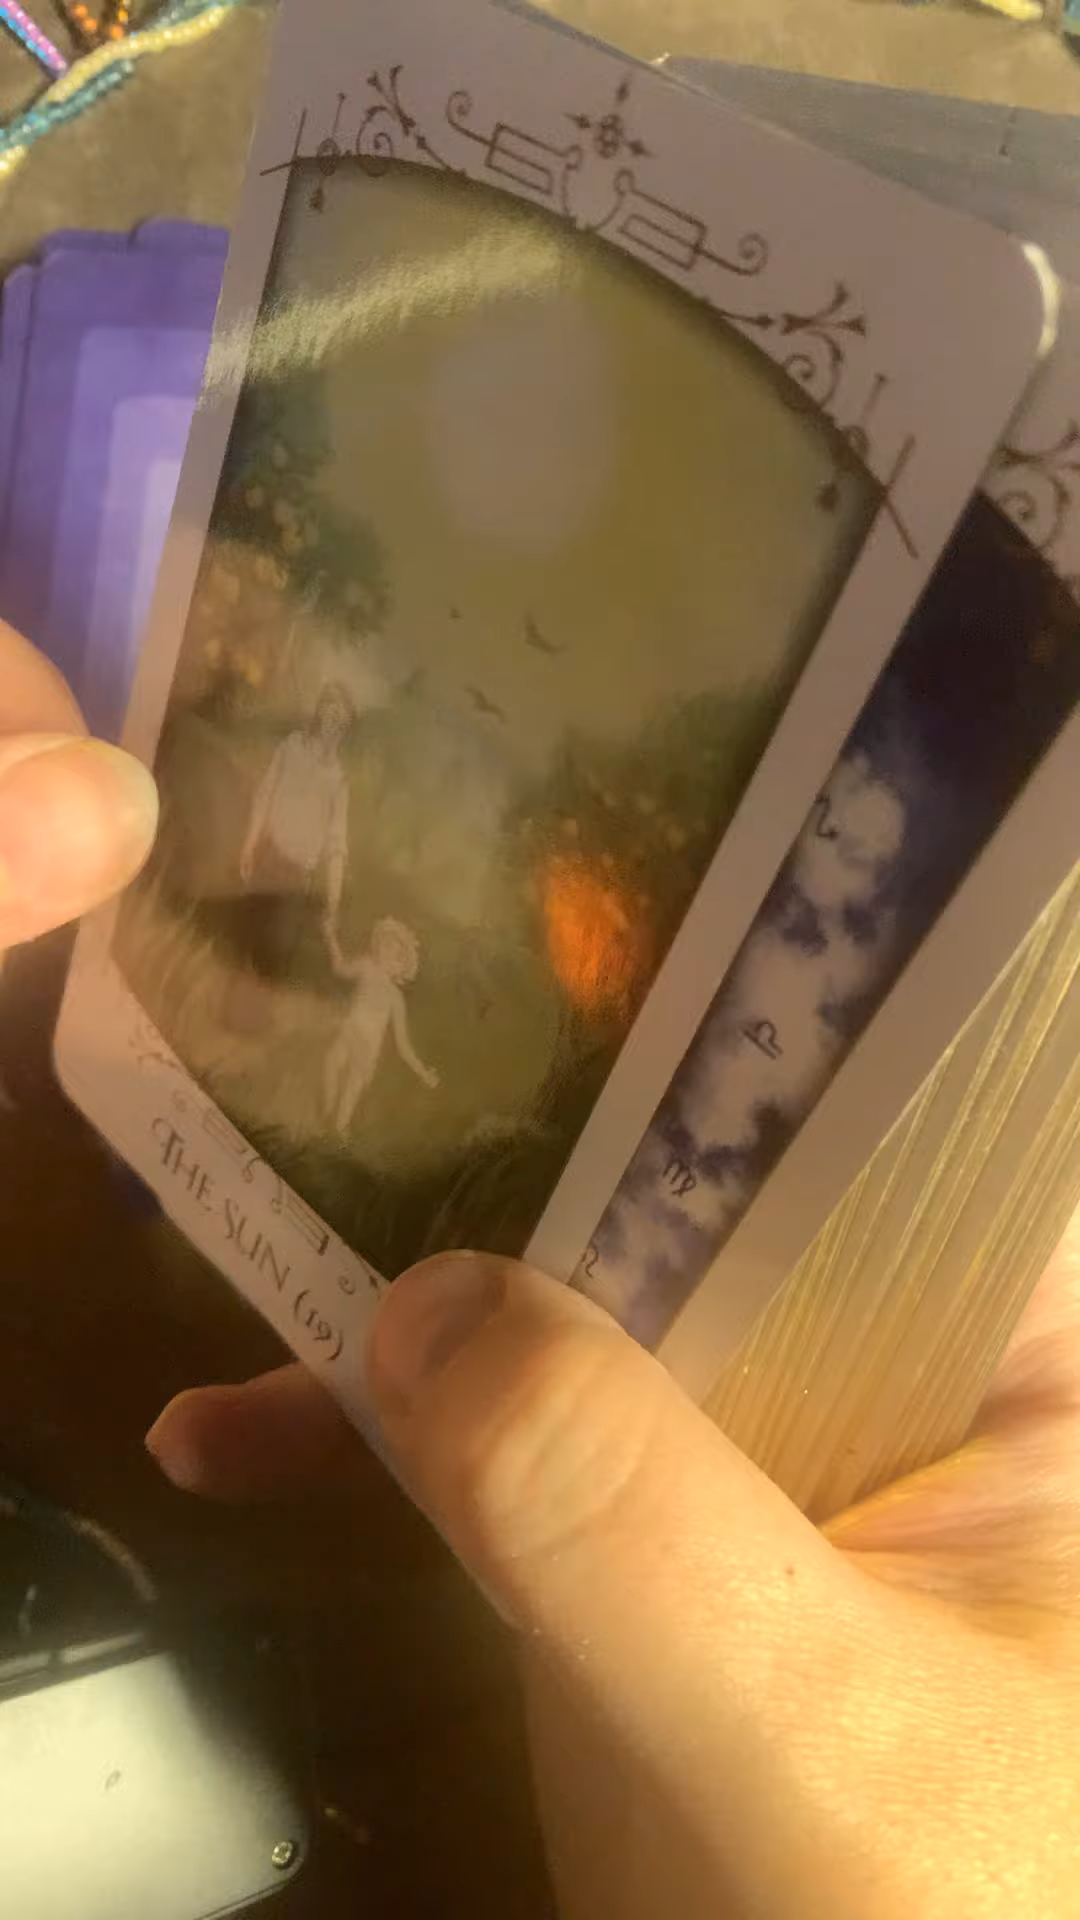 THE SUN (19)
♎
♍